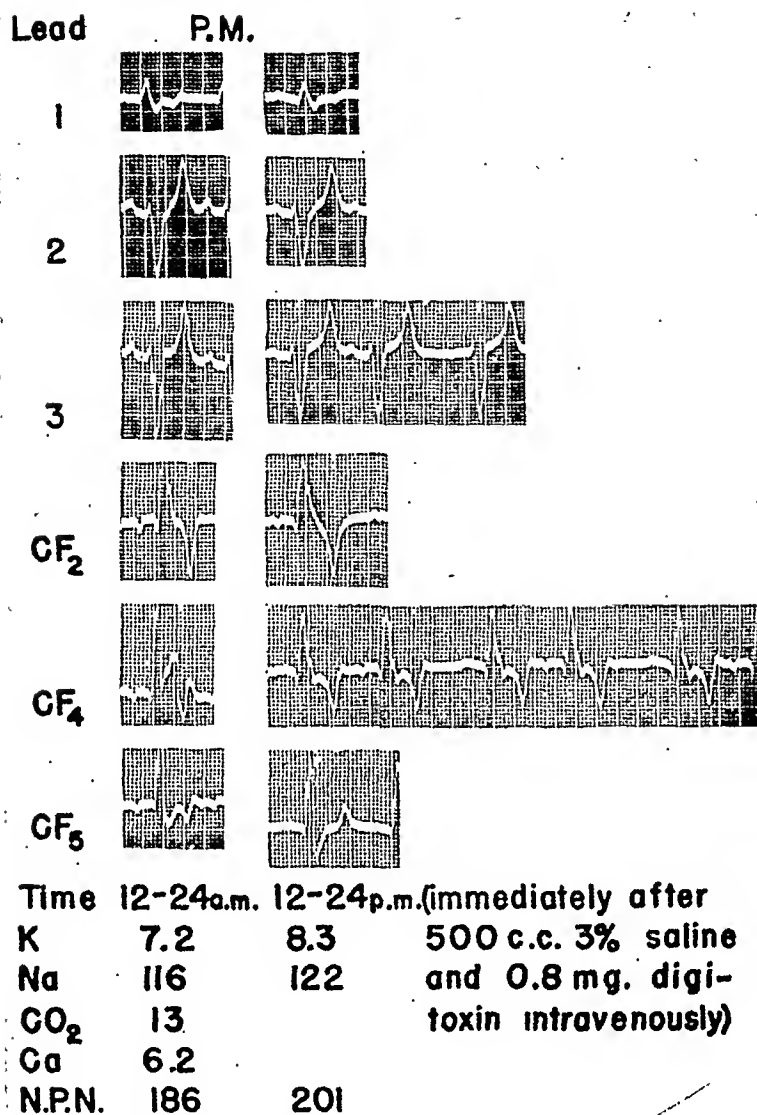 Lead P.M.
1
2
3
CF2
CF4
CF5
Time 12-24a.m. 12-24p.m.(immediately after
K 7.2 8.3 500 c.c. 3% saline
Na 116 122 and 0.8 mg. digi-
CO2 13 toxin intravenously)
Ca 6.2
N.P.N. 186 201